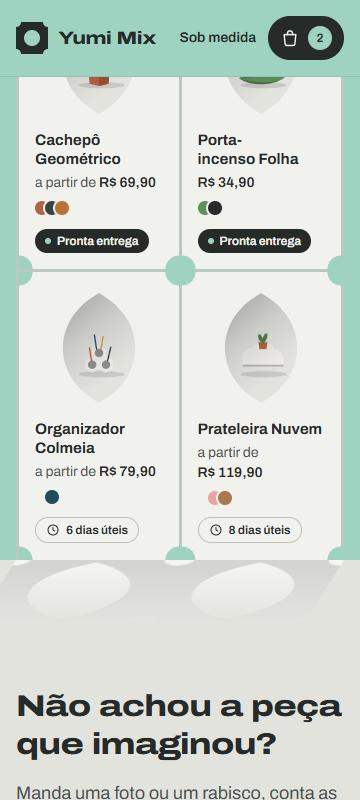 Yumi Mix
Sob medida
2
Cachepô
Geométrico
a partir de R$ 69,90
Pronta entrega
Porta-
incenso Folha
R$ 34,90
Pronta entrega
Organizador
Colmeia
a partir de R$ 79,90
6 dias úteis
Prateleira Nuvem
a partir de
R$ 119,90
8 dias úteis
Não achou a peça
que imaginou?
Manda uma foto ou um rabisco, conta as